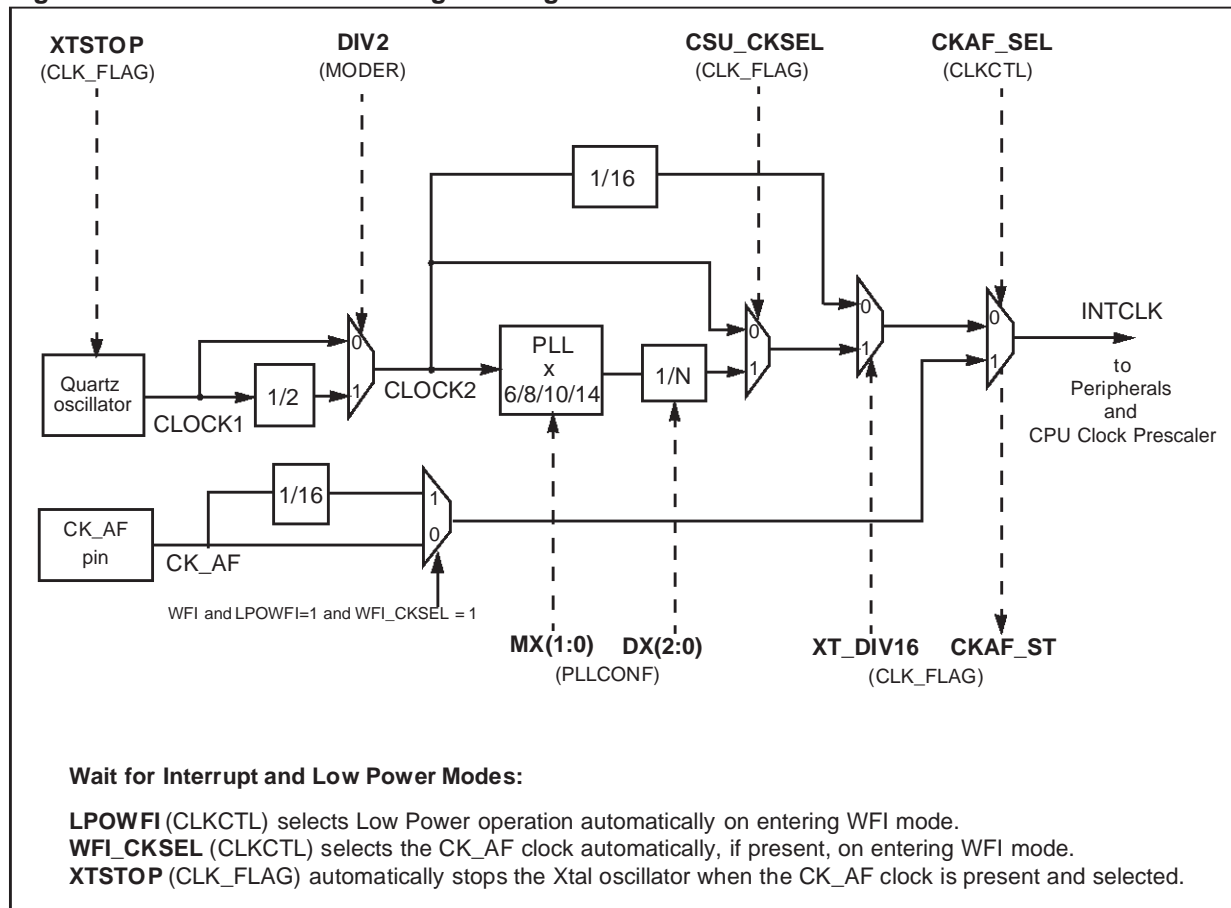 XTSTOP
(CLK_FLAG)
DIV2
(MODER)
CSU_CKSEL
(CLK_FLAG)
CKAF_SEL
(CLKCTL)
1/16
Quartz
oscillator
CLOCK1
1/2
0
1
CLOCK2
PLL
x
6/8/10/14
1/N
0
1
0
1
0
1
INTCLK
to
Peripherals
and
CPU Clock Prescaler
CK_AF
pin
CK_AF
1/16
1
0
WFI and LPOWFI=1 and WFI_CKSEL = 1
MX(1:0)
DX(2:0)
(PLLCONF)
XT_DIV16
CKAF_ST
(CLK_FLAG)
Wait for Interrupt and Low Power Modes:
LPOWFI (CLKCTL) selects Low Power operation automatically on entering WFI mode.
WFI_CKSEL (CLKCTL) selects the CK_AF clock automatically, if present, on entering WFI mode.
XTSTOP (CLK_FLAG) automatically stops the Xtal oscillator when the CK_AF clock is present and selected.